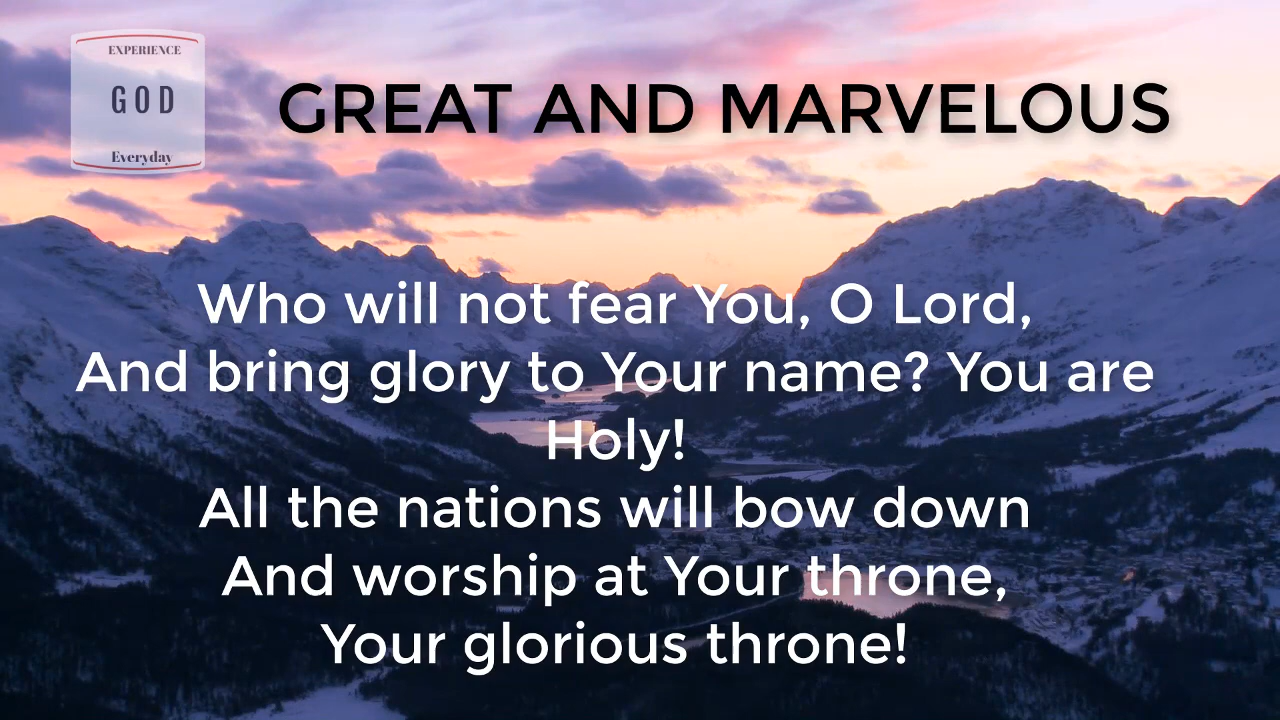 EXPERIENCE
GOD
Everyday
GREAT AND MARVELOUS
Who will not fear You, O Lord,
And bring glory to Your name? You are
Holy!
All the nations will bow down
And worship at Your throne,
Your glorious throne!